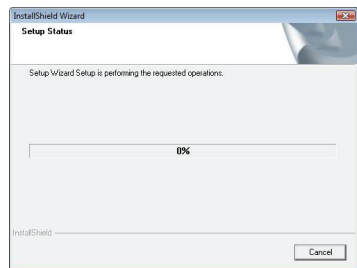 InstallShield Wizard
Setup Status
Setup Wizard Setup is performing the requested operations.
0%
InstallShield
Cancel